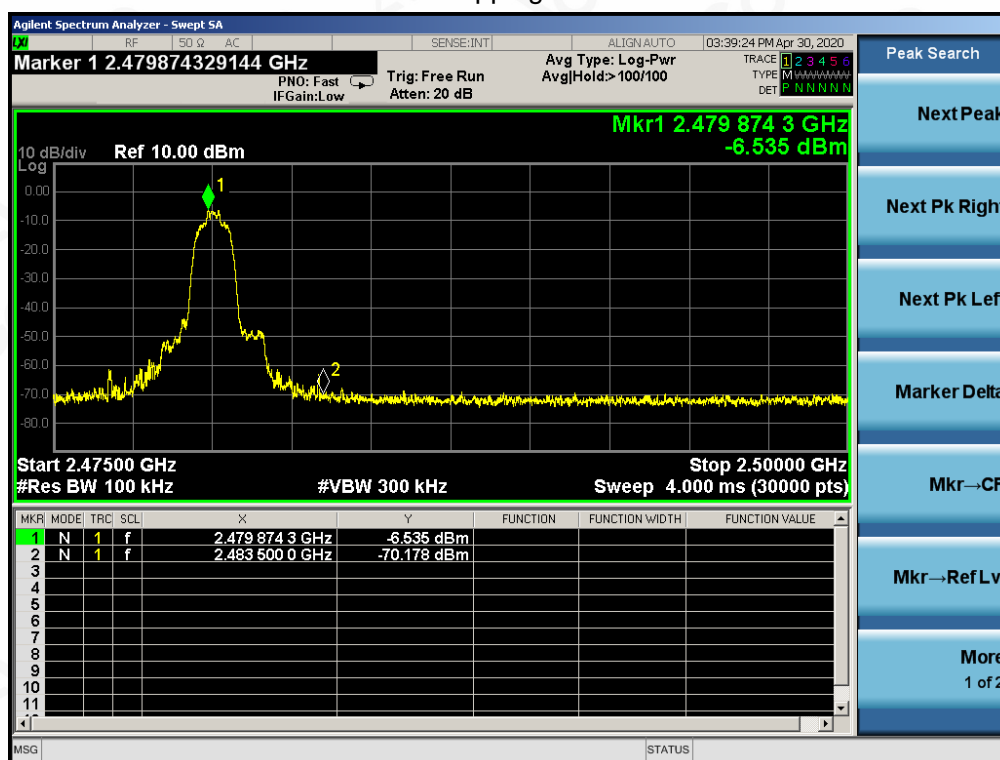 pping
Agilent Spectrum Analyzer - Swept SA
LXI RF 50 Ω AC SENSE:INT ALIGNAUTO 03:39:24 PM Apr 30, 2020
Marker 1 2.479874329144 GHz
PNO: Fast
IFGain:Low
Trig: Free Run
Atten: 20 dB
Avg Type: Log-Pwr
Avg|Hold:>100/100
TRACE 1 2 3 4 5 6
TYPE M
DET P N N N N N
Mkr1 2.479 874 3 GHz
-6.535 dBm
10 dB/div Ref 10.00 dBm
Log
1
0.00
-10.0
-20.0
-30.0
-40.0
-50.0
-60.0
2
-70.0
-80.0
Start 2.47500 GHz Stop 2.50000 GHz
#Res BW 100 kHz #VBW 300 kHz Sweep 4.000 ms (30000 pts)
MKR MODE TRC SCL X Y FUNCTION FUNCTION WIDTH FUNCTION VALUE
1 N 1 f 2.479 874 3 GHz -6.535 dBm
2 N 1 f 2.483 500 0 GHz -70.178 dBm
3
4
5
6
7
8
9
10
11
MSG STATUS
Peak Search
Next Peak
Next Pk Right
Next Pk Left
Marker Delta
Mkr→CF
Mkr→Ref Lv
More
1 of 2